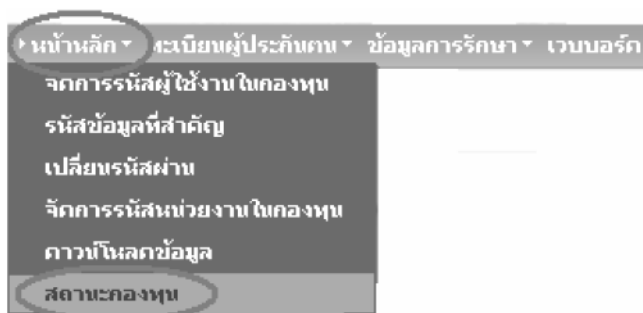 หน้าหลัก ทะเบียนผู้ประกันตน ข้อมูลการรักษา เวบบอร์ด
จัดการรหัสผู้ใช้งานในกองทุน
รหัสข้อมูลที่สำคัญ
เปลี่ยนรหัสผ่าน
จัดการรหัสหน่วยงานในกองทุน
ดาวน์โหลดข้อมูล
สถานะกองทุน